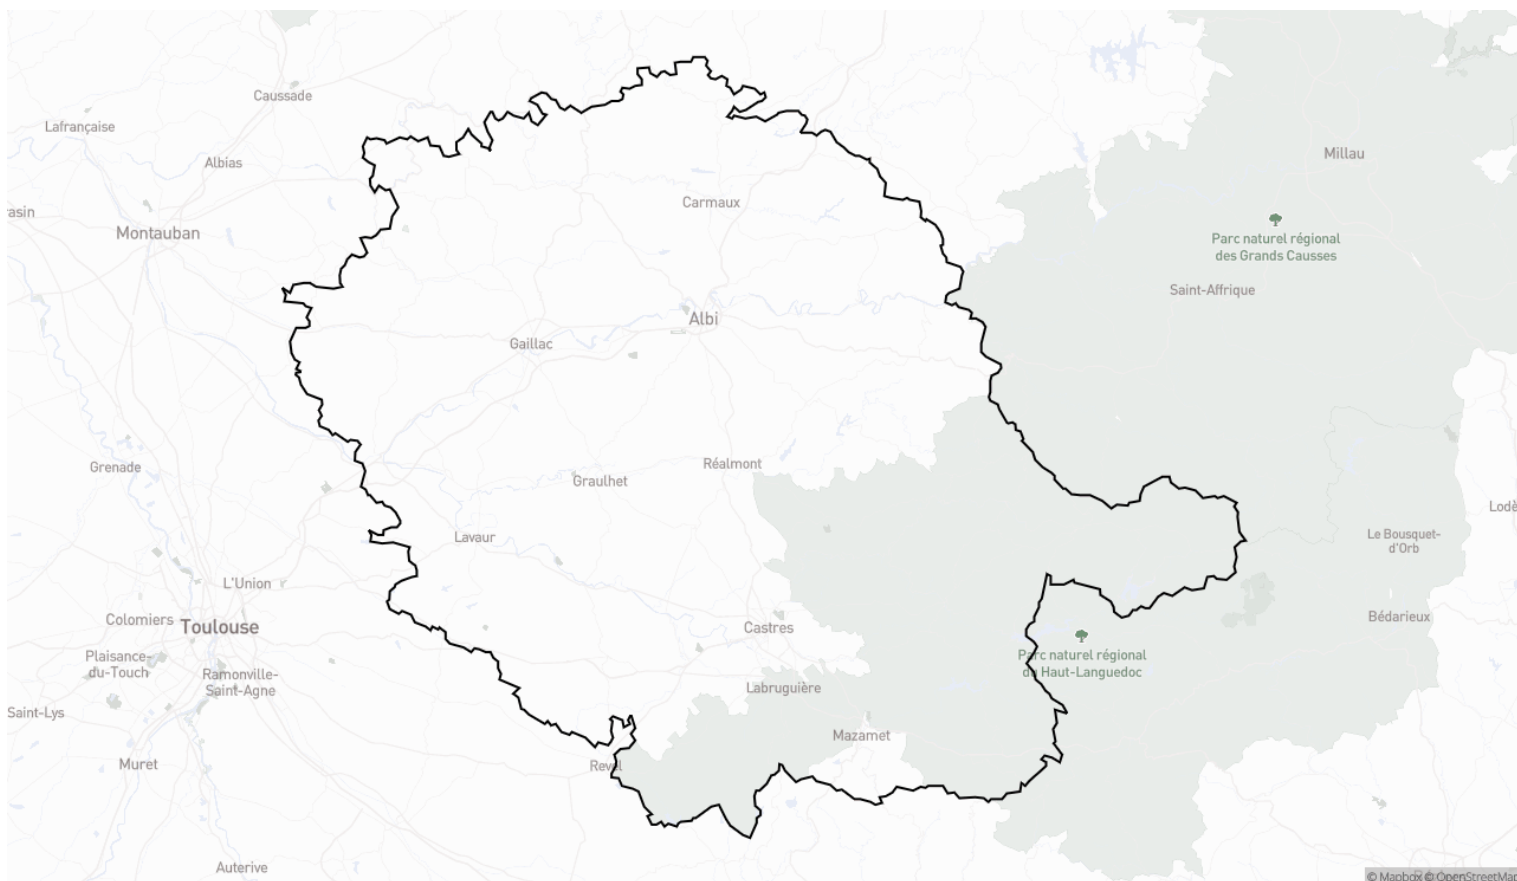 Caussade
Lafrançaise
Albias
Millau
Carmaux
rasin
Montauban
Parc naturel régional
des Grands Causses
Saint-Affrique
Albi
Gaillac
Grenade
Réalmont
Graulhet
Lodè
Lavaur
Le Bousquet-
d'Orb
L'Union
Colomiers
Toulouse
Castres
Bédarieux
Plaisance-
du-Touch
Parc naturel régional
du Haut-Languedoc
Ramonville-
Saint-Agne
Labruguière
Saint-Lys
Mazamet
Muret
Revel
Auterive
© Mapbox © OpenStreetMap